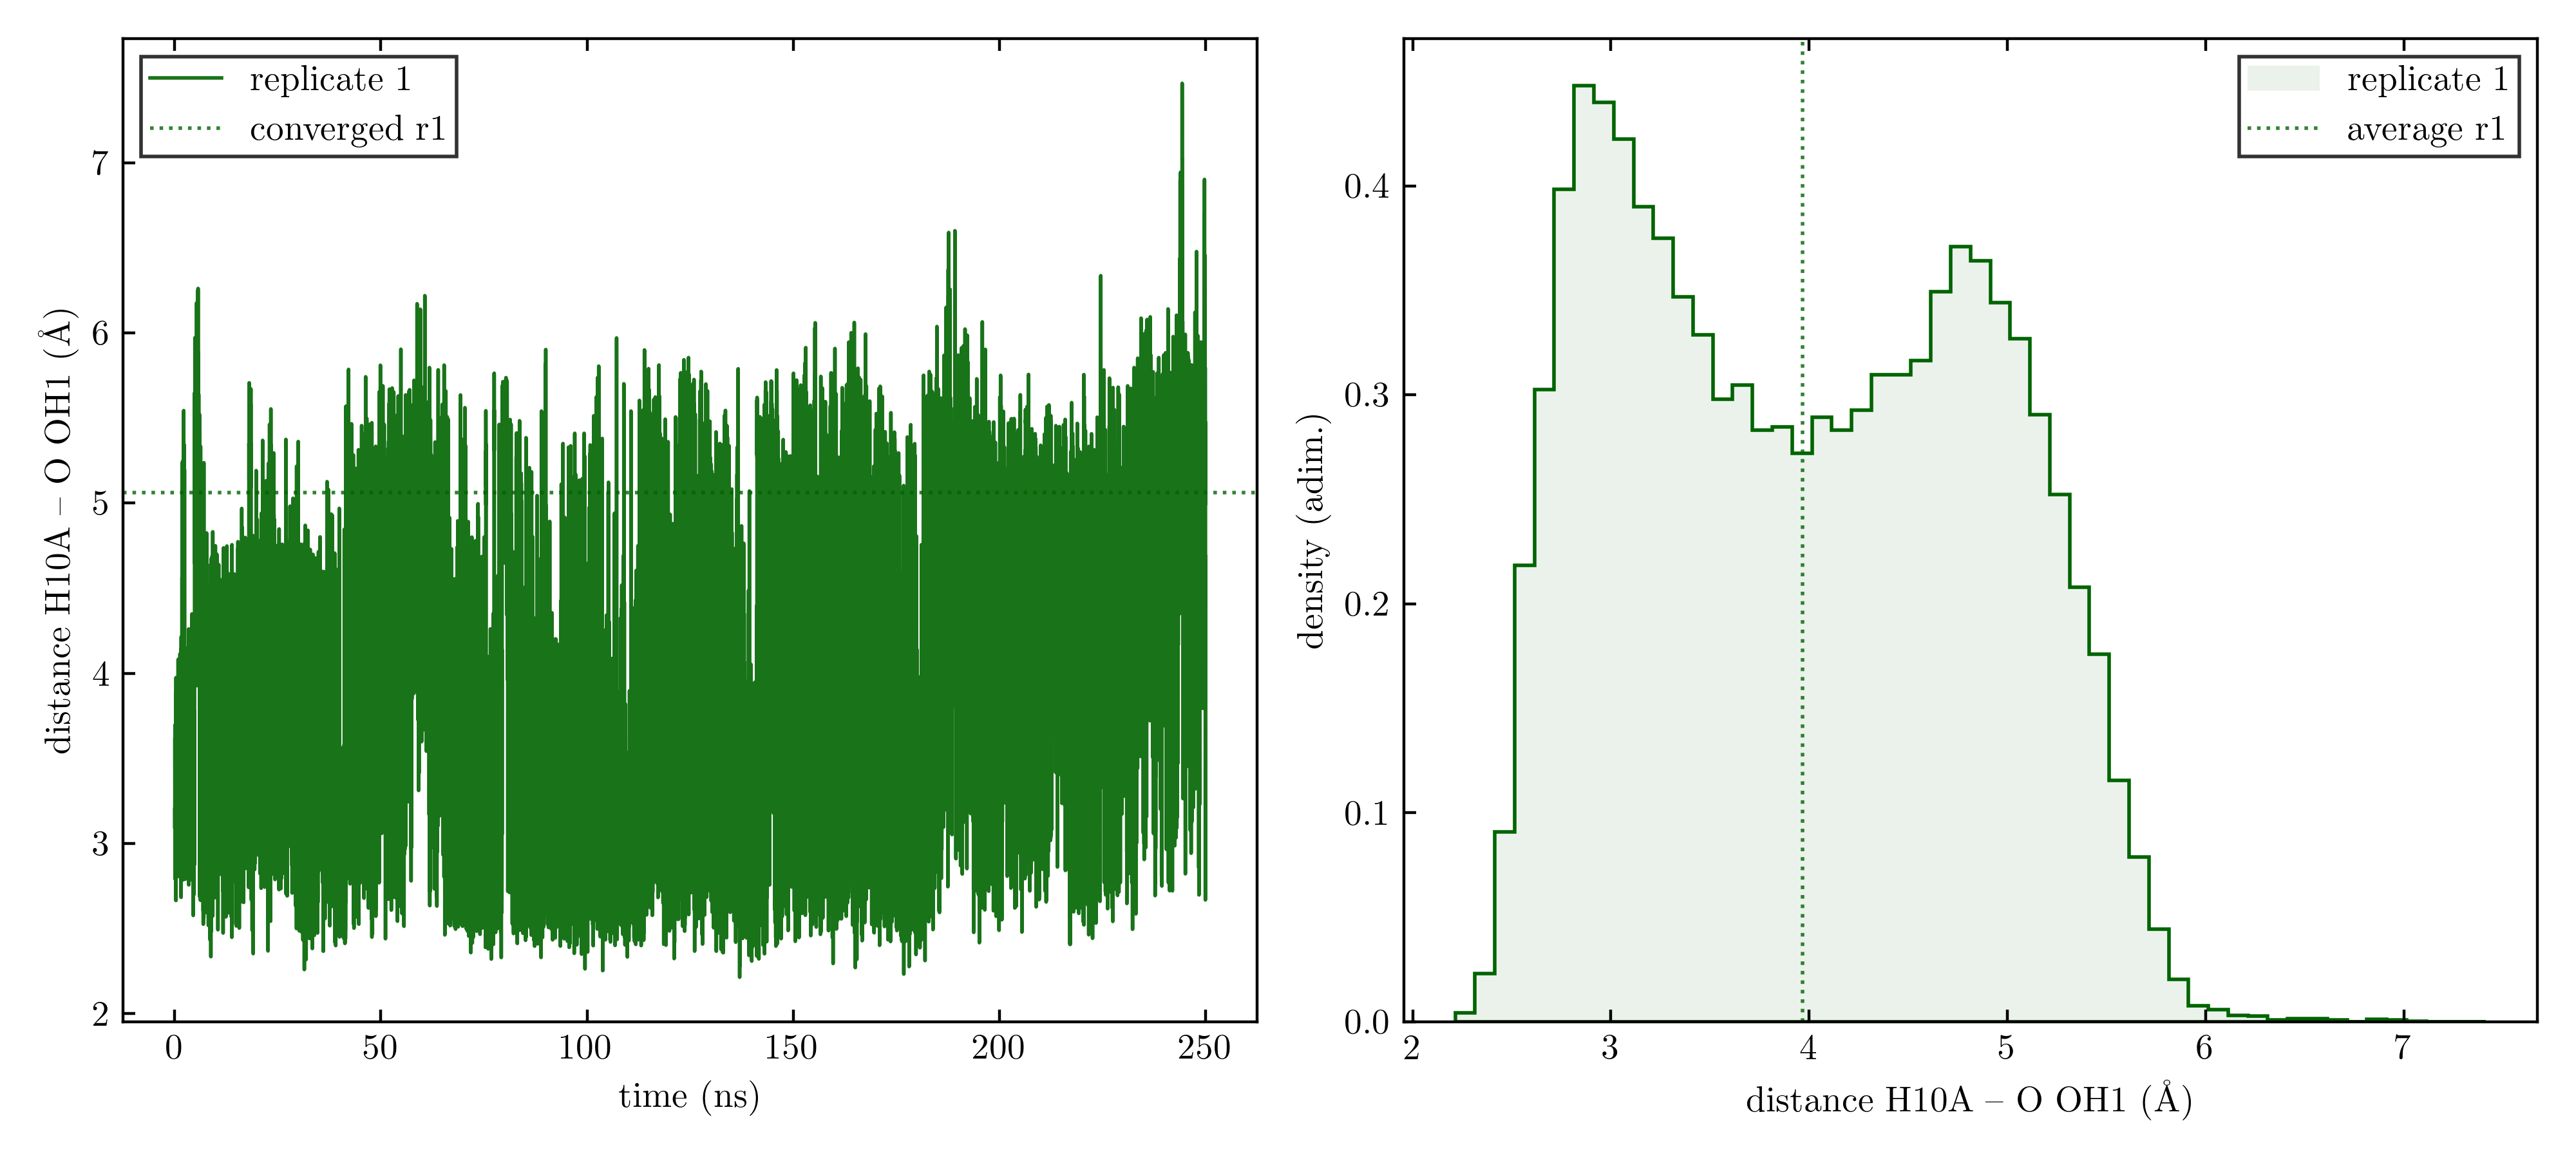 replicate 1
converged r1
distance H10A – O OH1 (Å)
7
6
5
4
3
2
0 50 100 150 200 250
time (ns)
replicate 1
average r1
density (adim.)
0.4
0.3
0.2
0.1
0.0
2 3 4 5 6 7
distance H10A – O OH1 (Å)